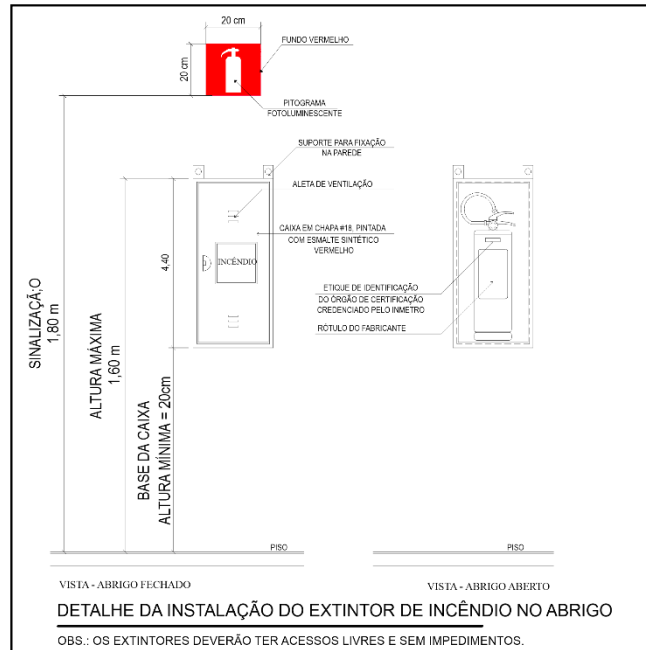 20 cm
20 cm
FUNDO VERMELHO
PITOGRAMA
FOTOLUMINESCENTE
SUPORTE PARA FIXAÇÃO
NA PAREDE
ALETA DE VENTILAÇÃO
CAIXA EM CHAPA #18, PINTADA
COM ESMALTE SINTÉTICO
VERMELHO
INCÊNDIO
4,40
ETIQUE DE IDENTIFICAÇÃO
DO ÓRGÃO DE CERTIFICAÇÃO
CREDENCIADO PELO INMETRO
RÓTULO DO FABRICANTE
SINALIZAÇÃ;O
1,80 m
ALTURA MÁXIMA
1,60 m
BASE DA CAIXA
ALTURA MÍNIMA = 20cm
PISO
PISO
VISTA - ABRIGO FECHADO
VISTA - ABRIGO ABERTO
DETALHE DA INSTALAÇÃO DO EXTINTOR DE INCÊNDIO NO ABRIGO
OBS.: OS EXTINTORES DEVERÃO TER ACESSOS LIVRES E SEM IMPEDIMENTOS.